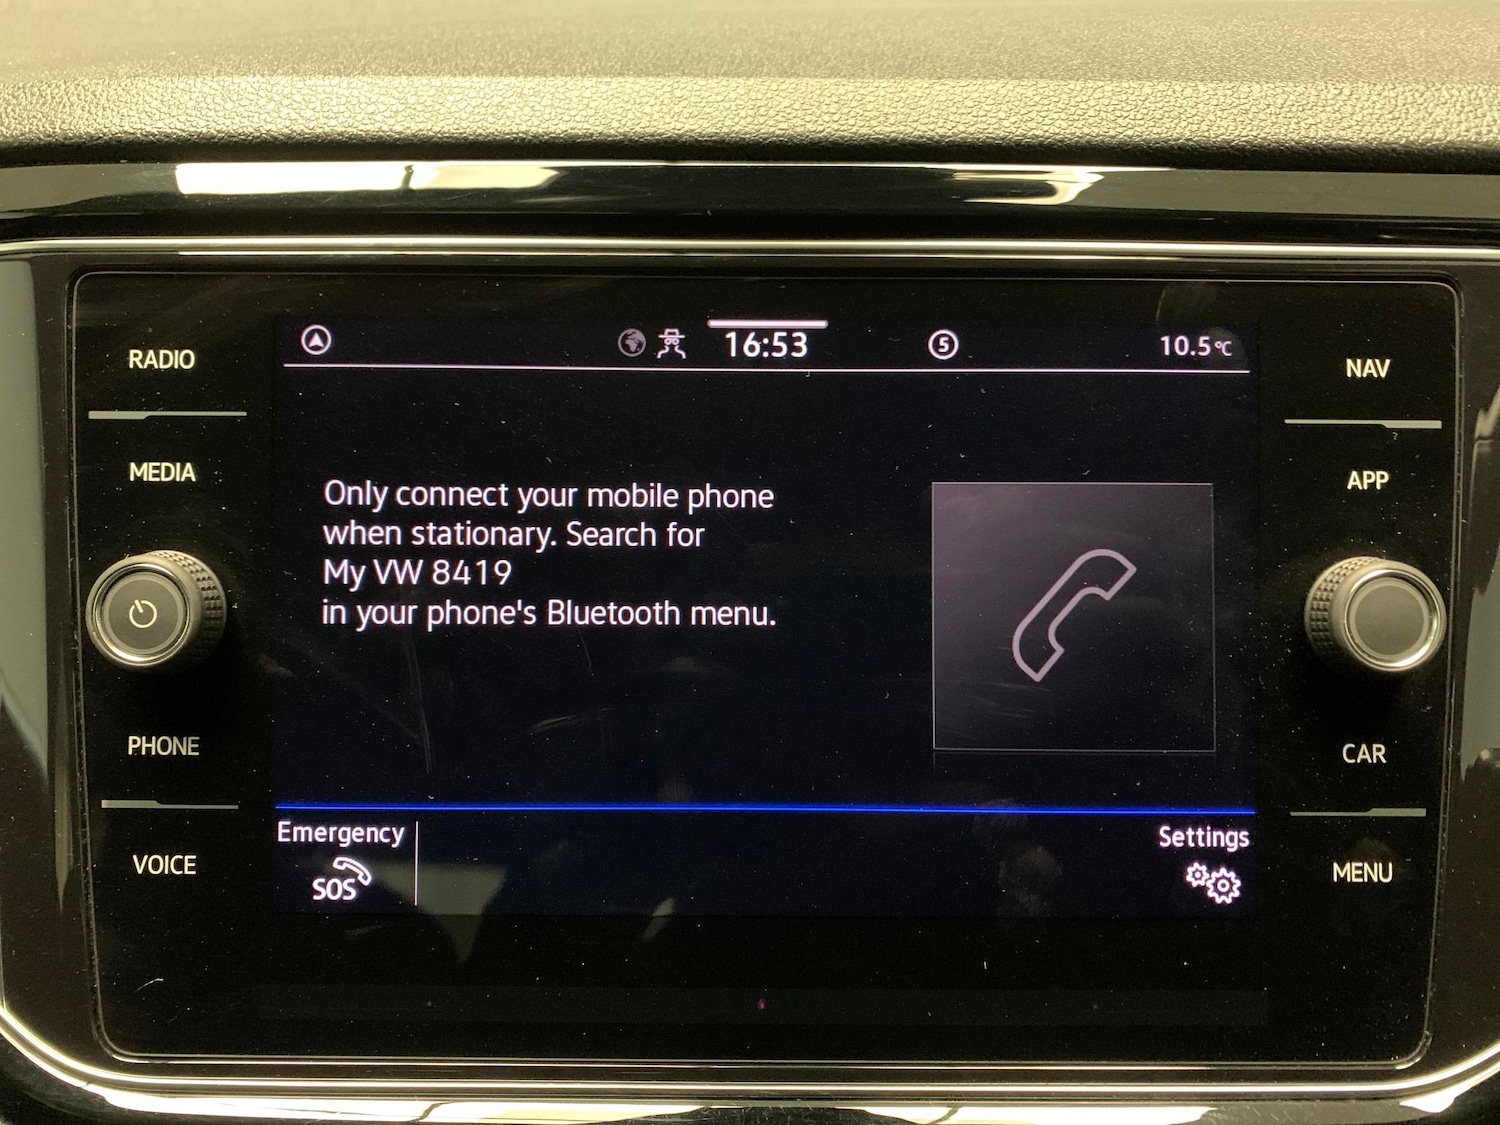 RADIO
MEDIA
PHONE
VOICE
16:53
5
10.5°C
Only connect your mobile phone
when stationary. Search for
My VW 8419
in your phone's Bluetooth menu.
Emergency
SOS
Settings
NAV
APP
CAR
MENU